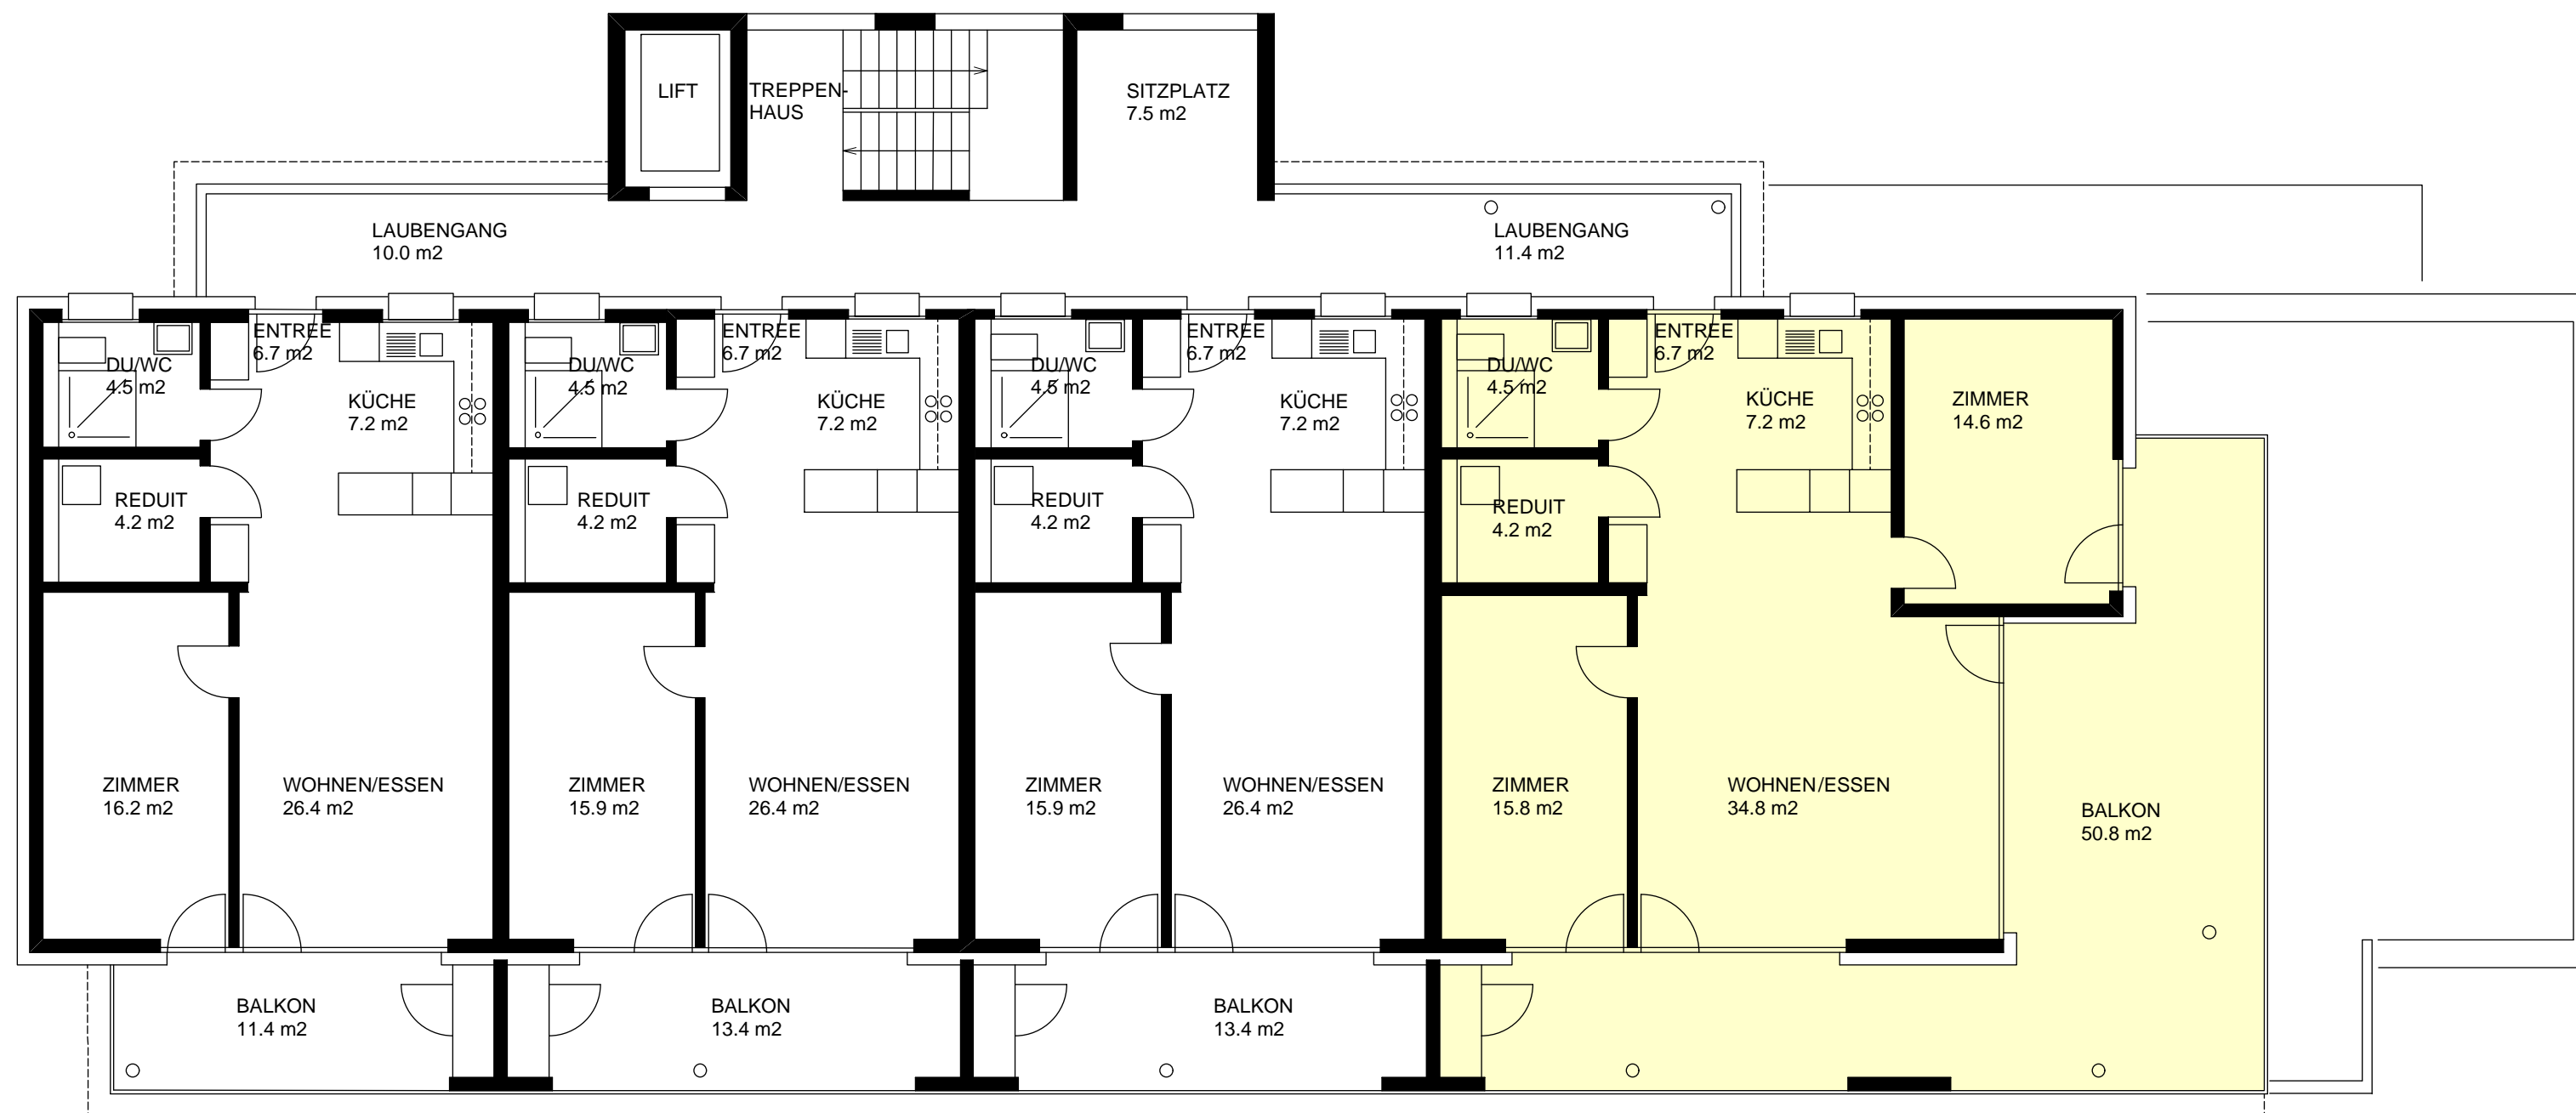 LIFT
TREPPEN-
HAUS
SITZPLATZ
7.5 m2
LAUBENGANG
10.0 m2
LAUBENGANG
11.4 m2
ENTREE
6.7 m2
DU/WC
4.5 m2
KÜCHE
7.2 m2
REDUIT
4.2 m2
ZIMMER
16.2 m2
WOHNEN/ESSEN
26.4 m2
BALKON
11.4 m2
ENTREE
6.7 m2
DU/WC
4.5 m2
KÜCHE
7.2 m2
REDUIT
4.2 m2
ZIMMER
15.9 m2
WOHNEN/ESSEN
26.4 m2
BALKON
13.4 m2
ENTREE
6.7 m2
DU/WC
4.5 m2
KÜCHE
7.2 m2
REDUIT
4.2 m2
ZIMMER
15.9 m2
WOHNEN/ESSEN
26.4 m2
BALKON
13.4 m2
ENTREE
6.7 m2
DU/WC
4.5 m2
KÜCHE
7.2 m2
ZIMMER
14.6 m2
REDUIT
4.2 m2
ZIMMER
15.8 m2
WOHNEN/ESSEN
34.8 m2
BALKON
50.8 m2